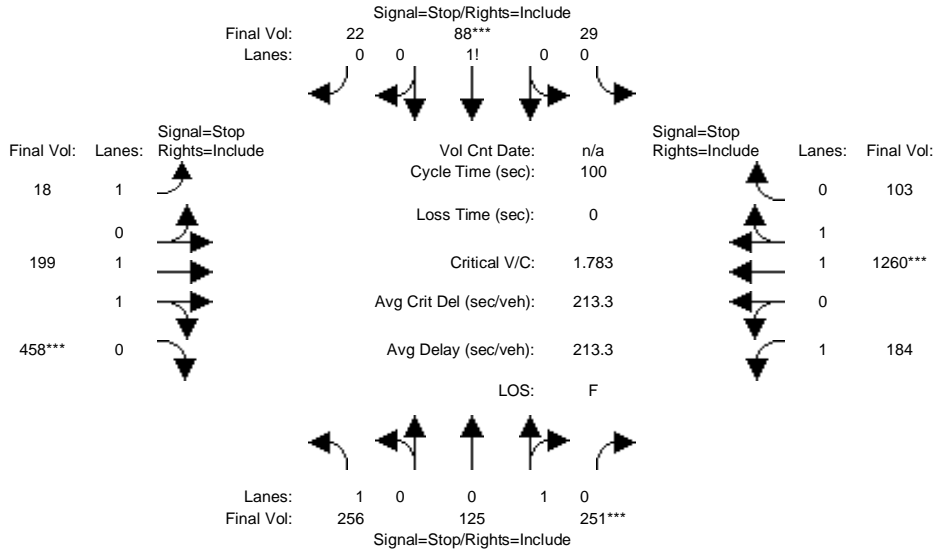 Signal=Stop/Rights=Include
Final Vol: 22 88*** 29
Lanes: 0 0 1! 0 0
Signal=Stop Signal=Stop
Final Vol: Lanes: Rights=Include Vol Cnt Date: n/a Rights=Include Lanes: Final Vol:
Cycle Time (sec): 100
18 1 0 103
Loss Time (sec): 0
0 1
199 1 Critical V/C: 1.783 1 1260***
1 Avg Crit Del (sec/veh): 213.3 0
458*** 0 Avg Delay (sec/veh): 213.3 1 184
LOS: F
Lanes: 1 0 0 1 0
Final Vol: 256 125 251***
Signal=Stop/Rights=Include